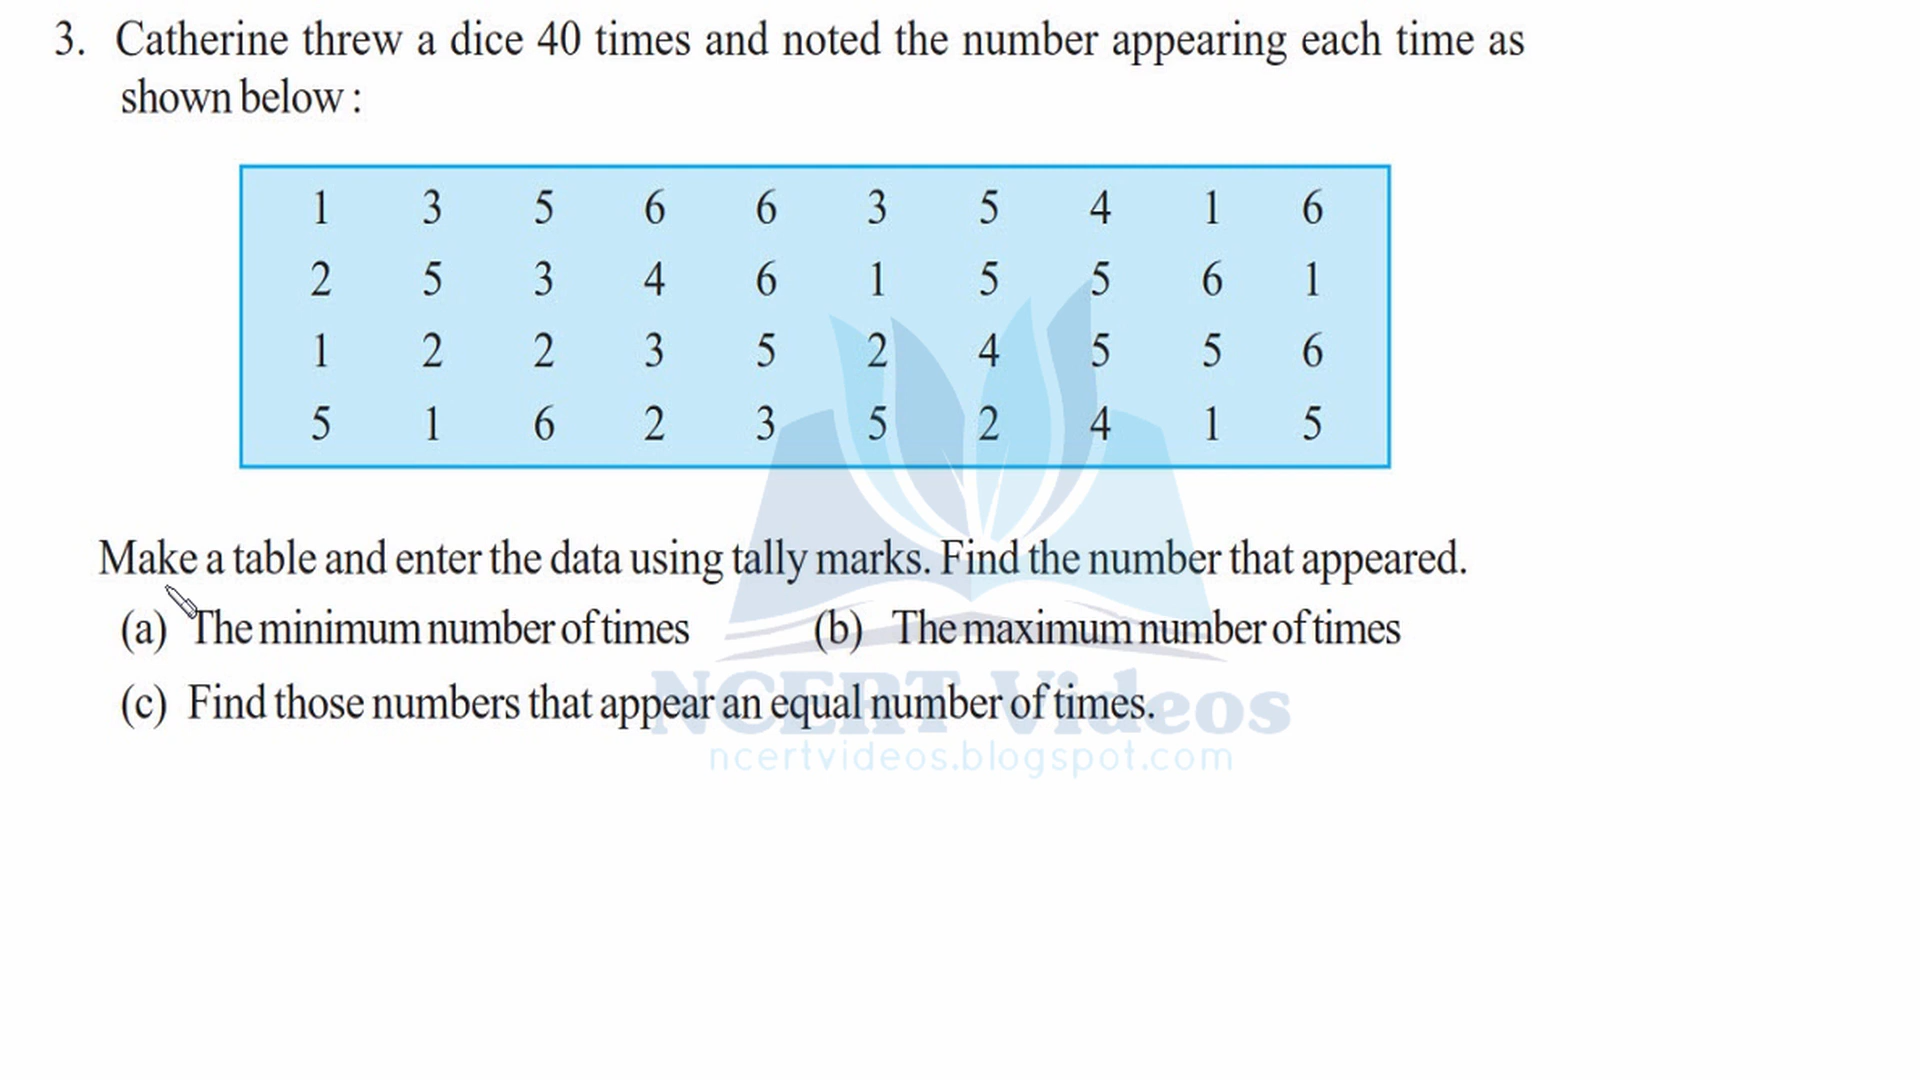 3. Catherine threw a dice 40 times and noted the number appearing each time as
shown below :
1 3 5 6 6 3 5 4 1 6
2 5 3 4 6 1 5 5 6 1
1 2 2 3 5 2 4 5 5 6
5 1 6 2 3 5 2 4 1 5
Make a table and enter the data using tally marks. Find the number that appeared.
(a) The minimum number of times (b) The maximum number of times
(c) Find those numbers that appear an equal number of times.
NCERT Videos
ncertvideos.blogspot.com